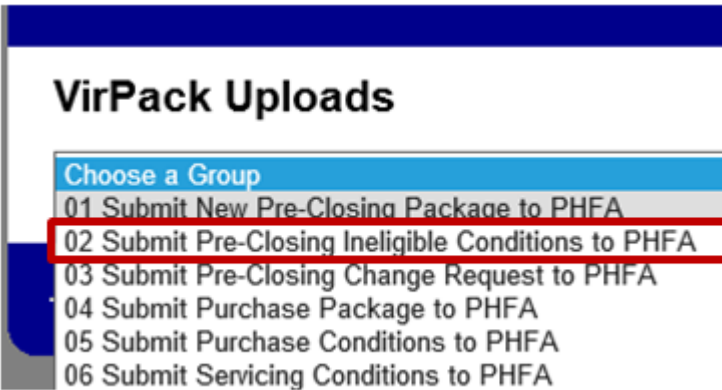 VirPack Uploads
Choose a Group
01 Submit New Pre-Closing Package to PHFA
02 Submit Pre-Closing Ineligible Conditions to PHFA
03 Submit Pre-Closing Change Request to PHFA
04 Submit Purchase Package to PHFA
05 Submit Purchase Conditions to PHFA
06 Submit Servicing Conditions to PHFA